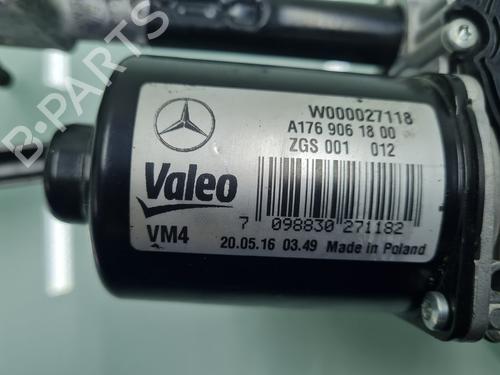 W000027118
A176 906 18 00
ZGS 001 012
Valeo
VM4
7 098830 271182
20.05.16 03.49 Made in Poland
B-PARTS